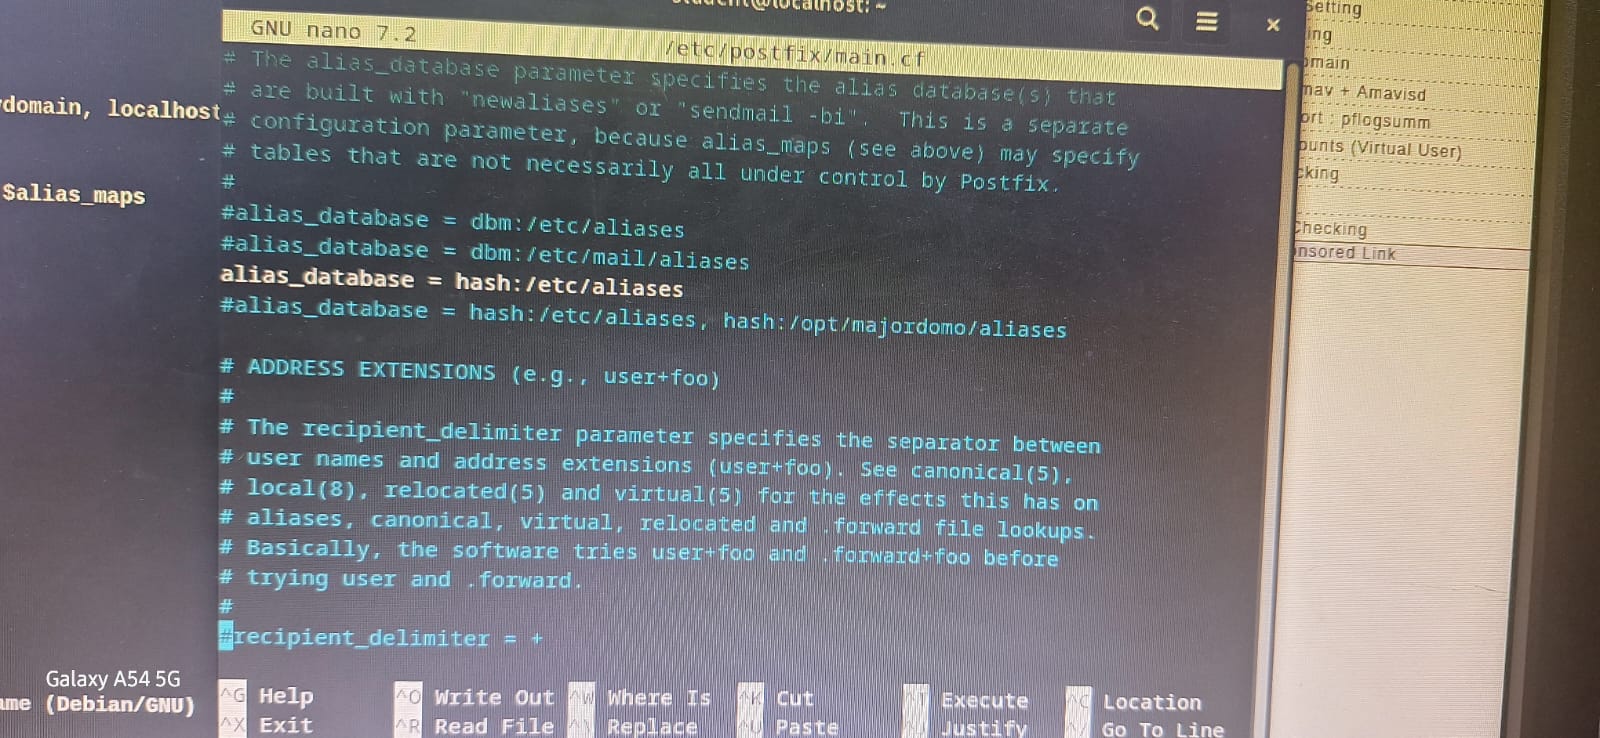 student@localhost:~
GNU nano 7.2
/etc/postfix/main.cf
# The alias_database parameter specifies the alias database(s) that
# are built with "newaliases" or "sendmail -bi". This is a separate
# configuration parameter, because alias_maps (see above) may specify
# tables that are not necessarily all under control by Postfix.
#
#alias_database = dbm:/etc/aliases
#alias_database = dbm:/etc/mail/aliases
alias_database = hash:/etc/aliases
#alias_database = hash:/etc/aliases, hash:/opt/majordomo/aliases
# ADDRESS EXTENSIONS (e.g., user+foo)
#
# The recipient_delimiter parameter specifies the separator between
# user names and address extensions (user+foo). See canonical(5),
# local(8), relocated(5) and virtual(5) for the effects this has on
# aliases, canonical, virtual, relocated and .forward file lookups.
# Basically, the software tries user+foo and .forward+foo before
# trying user and .forward.
#
#recipient_delimiter = +
^G Help ^O Write Out ^W Where Is ^K Cut ^T Execute ^C Location
^X Exit ^R Read File ^\ Replace ^U Paste ^J Justify ^/ Go To Line
domain, localhost
$alias_maps
Galaxy A54 5G
ame (Debian/GNU)
Setting
ing
omain
nav + Amavisd
ort : pflogsumm
ounts (Virtual User)
cking
Checking
nsored Link